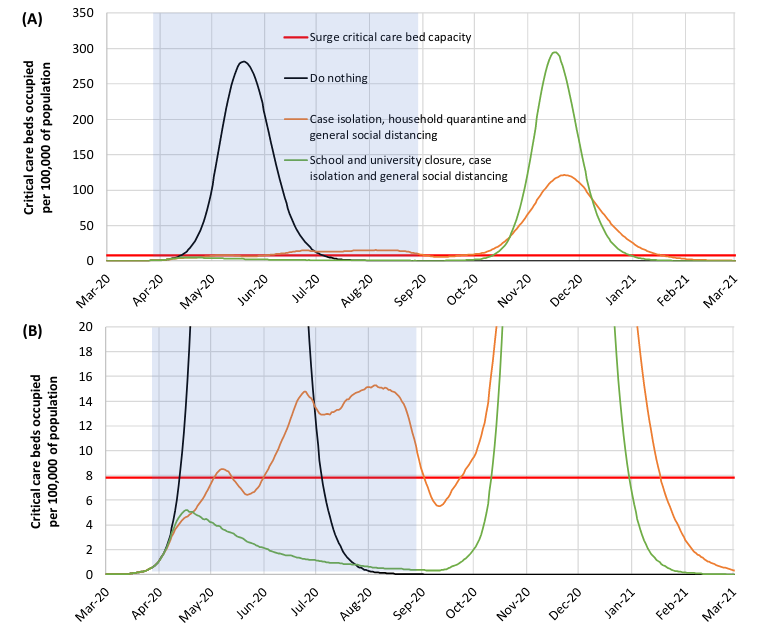 (A)
Critical care beds occupied
per 100,000 of population
350
300
250
200
150
100
50
0
Surge critical care bed capacity
Do nothing
Case isolation, household quarantine and
general social distancing
School and university closure, case
isolation and general social distancing
Mar-20
Apr-20
May-20
Jun-20
Jul-20
Aug-20
Sep-20
Oct-20
Nov-20
Dec-20
Jan-21
Feb-21
Mar-21
(B)
Critical care beds occupied
per 100,000 of population
20
18
16
14
12
10
8
6
4
2
0
Mar-20
Apr-20
May-20
Jun-20
Jul-20
Aug-20
Sep-20
Oct-20
Nov-20
Dec-20
Jan-21
Feb-21
Mar-21